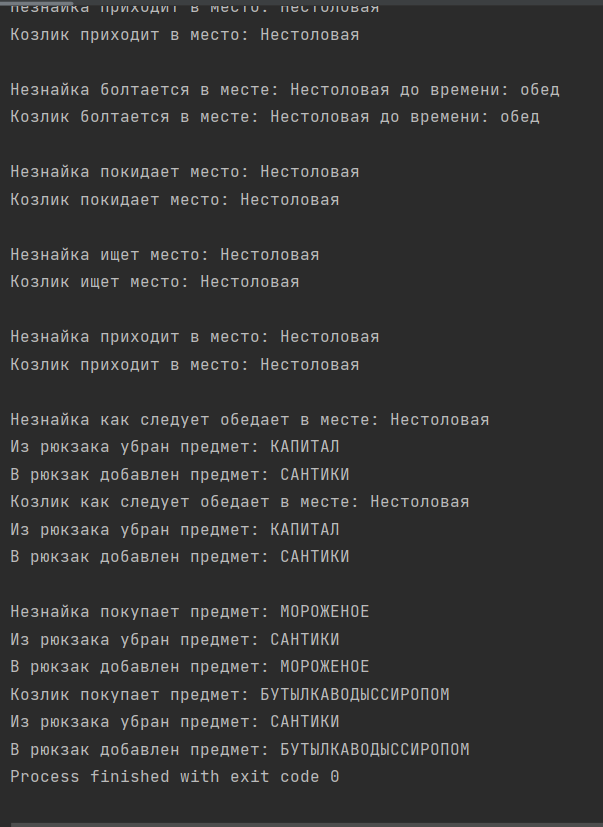 Незнайка приходит в место: Нестоловая
Козлик приходит в место: Нестоловая
Незнайка болтается в месте: Нестоловая до времени: обед
Козлик болтается в месте: Нестоловая до времени: обед
Незнайка покидает место: Нестоловая
Козлик покидает место: Нестоловая
Незнайка ищет место: Нестоловая
Козлик ищет место: Нестоловая
Незнайка приходит в место: Нестоловая
Козлик приходит в место: Нестоловая
Незнайка как следует обедает в месте: Нестоловая
Из рюкзака убран предмет: КАПИТАЛ
В рюкзак добавлен предмет: САНТИКИ
Козлик как следует обедает в месте: Нестоловая
Из рюкзака убран предмет: КАПИТАЛ
В рюкзак добавлен предмет: САНТИКИ
Незнайка покупает предмет: МОРОЖЕНОЕ
Из рюкзака убран предмет: САНТИКИ
В рюкзак добавлен предмет: МОРОЖЕНОЕ
Козлик покупает предмет: БУТЫЛКАВОДЫССИРОПОМ
Из рюкзака убран предмет: САНТИКИ
В рюкзак добавлен предмет: БУТЫЛКАВОДЫССИРОПОМ
Process finished with exit code 0